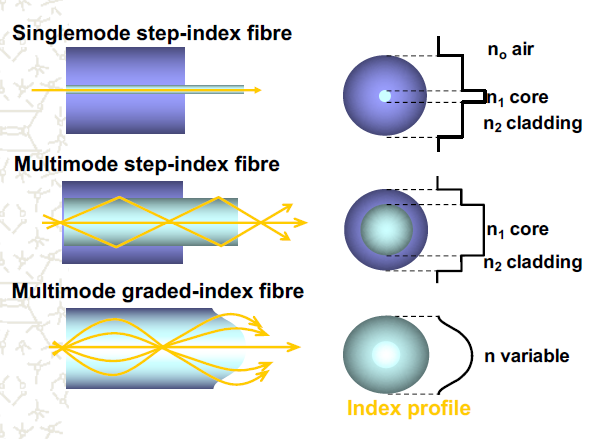 Singlemode step-index fibre
n₀ air
n₁ core
n₂ cladding
Multimode step-index fibre
n₁ core
n₂ cladding
Multimode graded-index fibre
n variable
Index profile